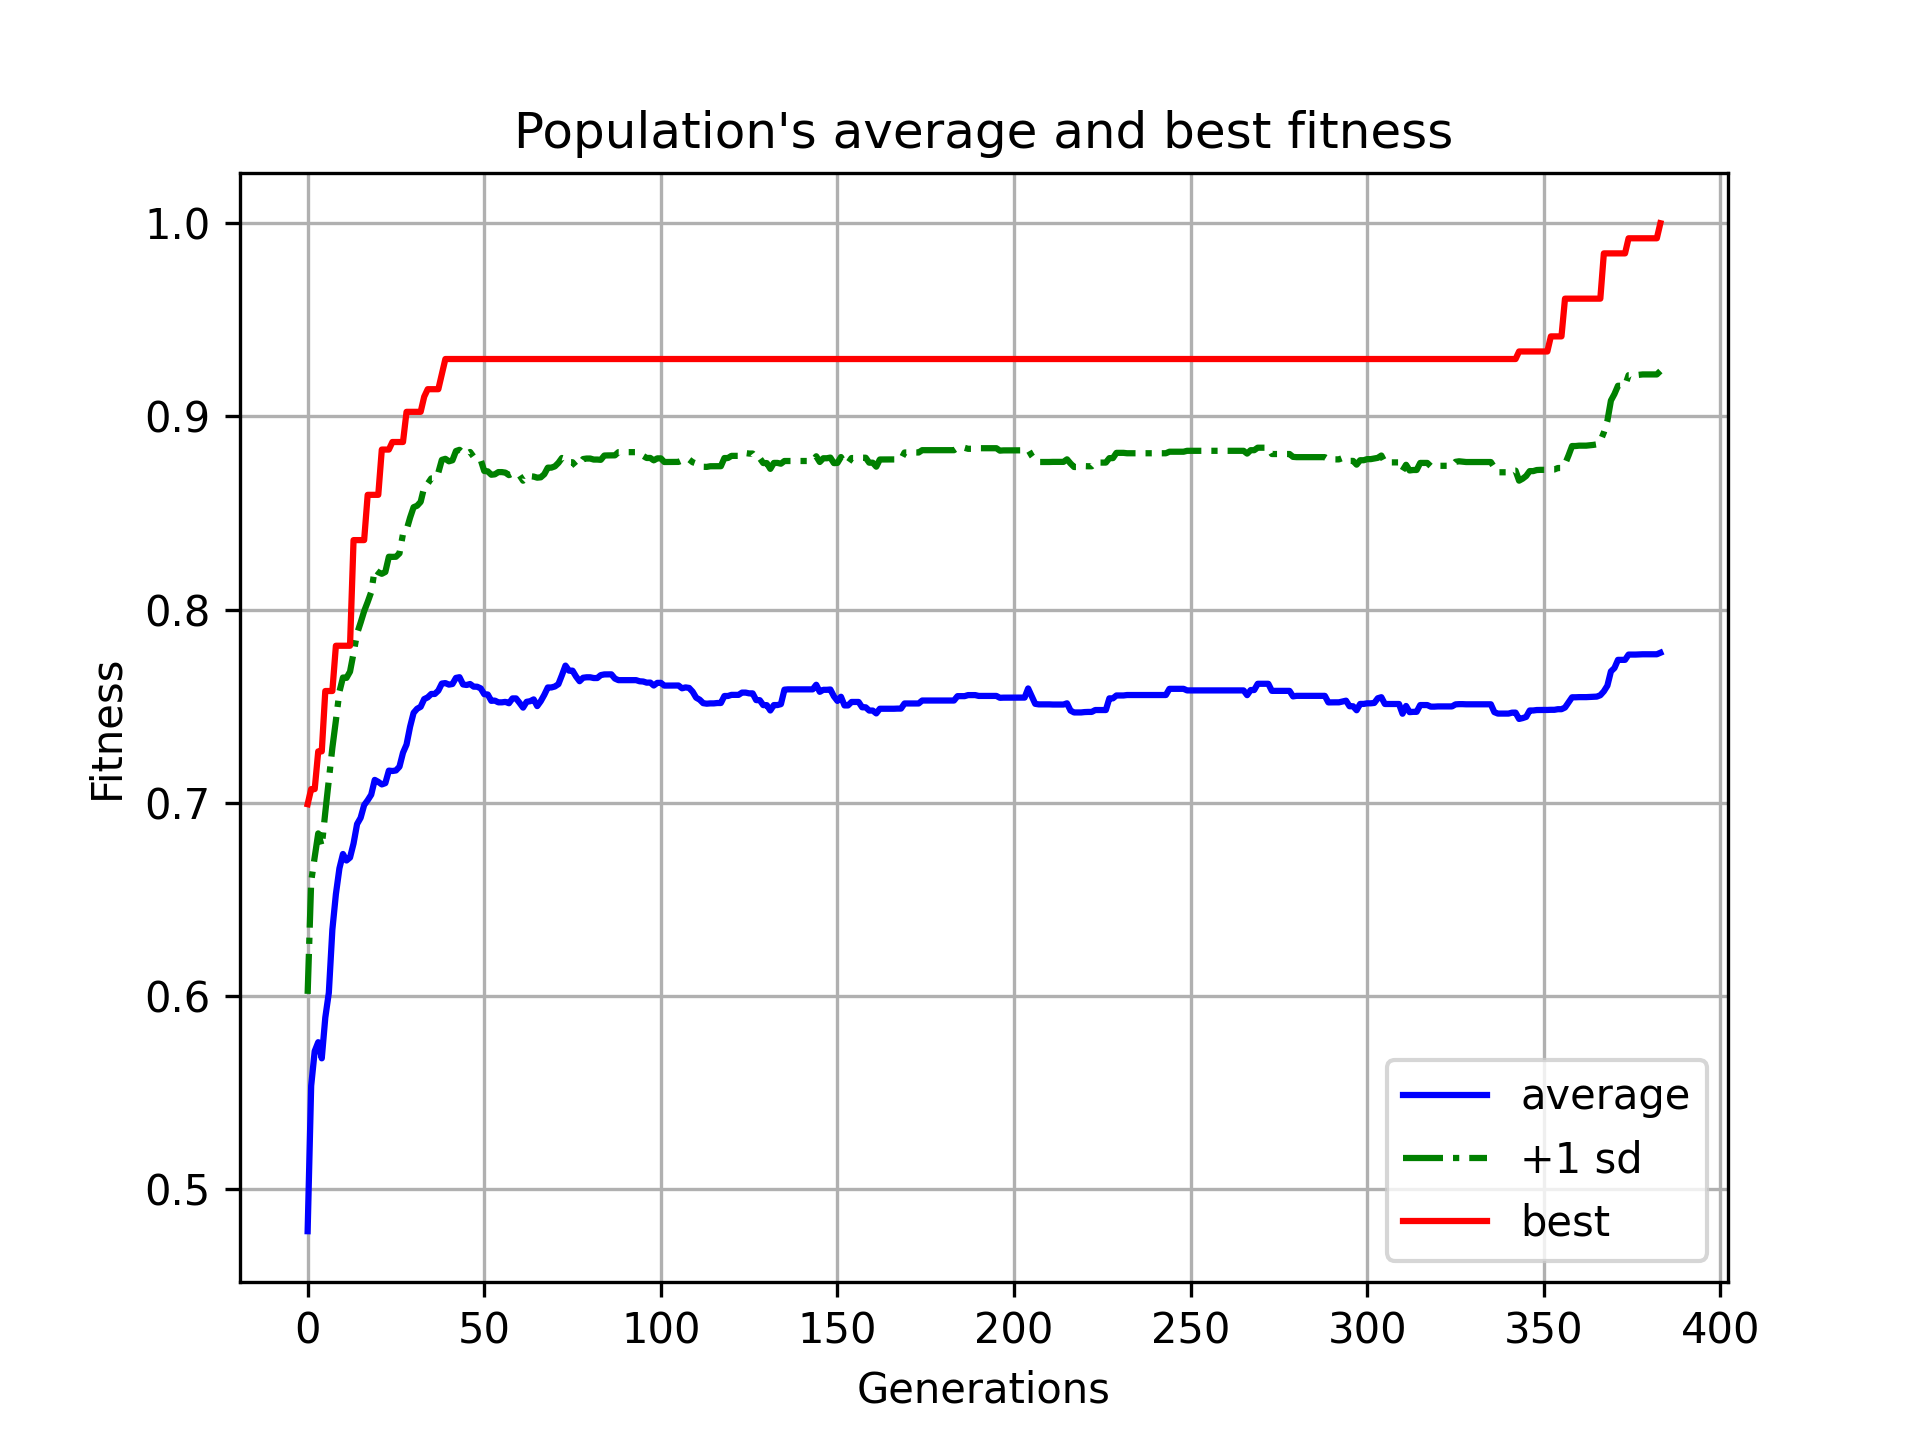 Population's average and best fitness
1.0
0.9
0.8
0.7
0.6
0.5
Fitness
0 50 100 150 200 250 300 350 400
Generations
average
+1 sd
best